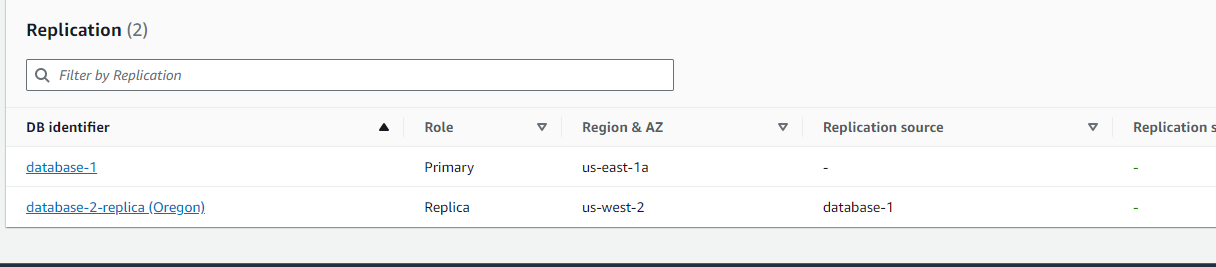 Replication (2)
Filter by Replication
DB identifier Role Region & AZ Replication source Replication s
database-1 Primary us-east-1a - -
database-2-replica (Oregon) Replica us-west-2 database-1 -